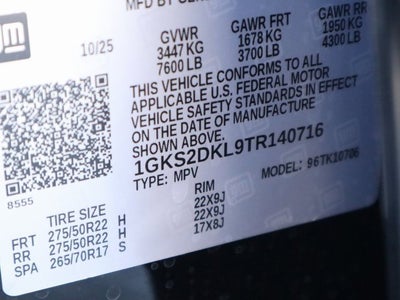 gm
MFD BY GENERAL
10/25
GVWR GAWR FRT GAWR RR
3447 KG 1678 KG 1950 KG
7600 LB 3700 LB 4300 LB
THIS VEHICLE CONFORMS TO ALL
APPLICABLE U.S. FEDERAL MOTOR
VEHICLE SAFETY STANDARDS IN EFFECT
ON THE DATE OF MANUFACTURE
SHOWN ABOVE.
1GKS2DKL9TR140716
TYPE: MPV MODEL: 96TK10706
8555
TIRE SIZE RIM
FRT 275/50R22 H 22X9J
RR 275/50R22 H 22X9J
SPA 265/70R17 S 17X8J